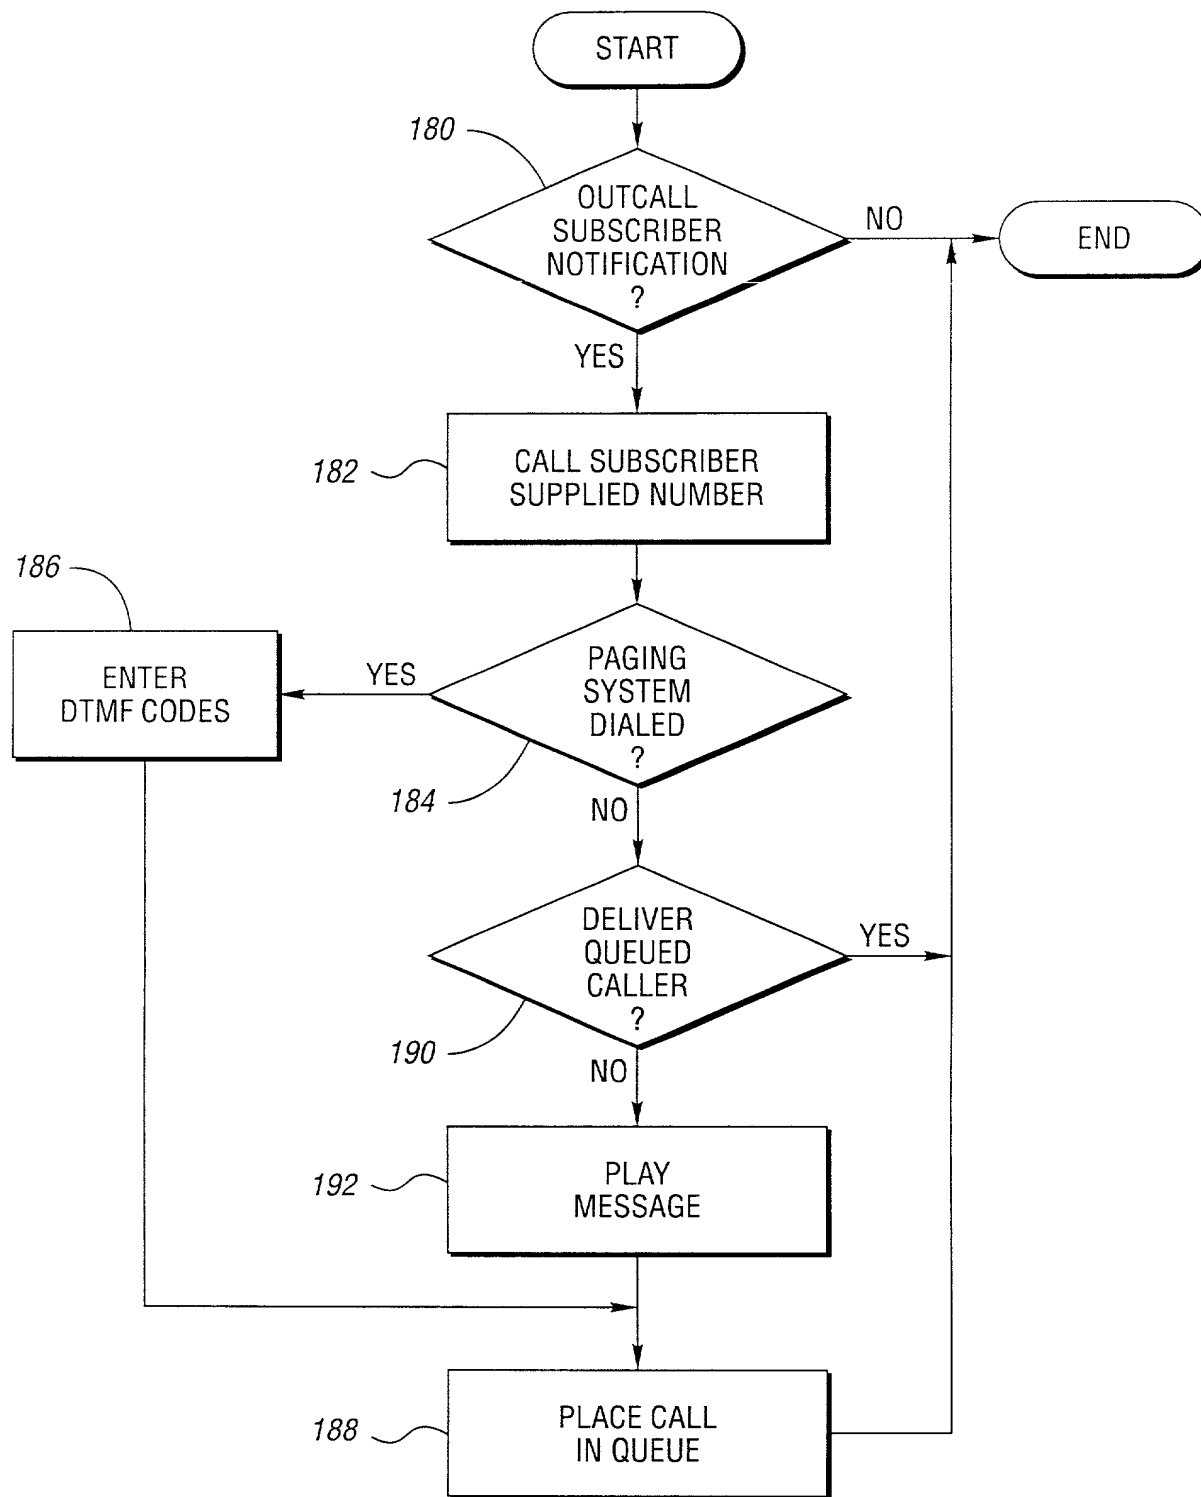 START
180
OUTCALL
SUBSCRIBER
NOTIFICATION
?
NO
END
YES
182
CALL SUBSCRIBER
SUPPLIED NUMBER
186
ENTER
DTMF CODES
YES
PAGING
SYSTEM
DIALED
?
184
NO
DELIVER
QUEUED
CALLER
?
YES
190
NO
192
PLAY
MESSAGE
188
PLACE CALL
IN QUEUE